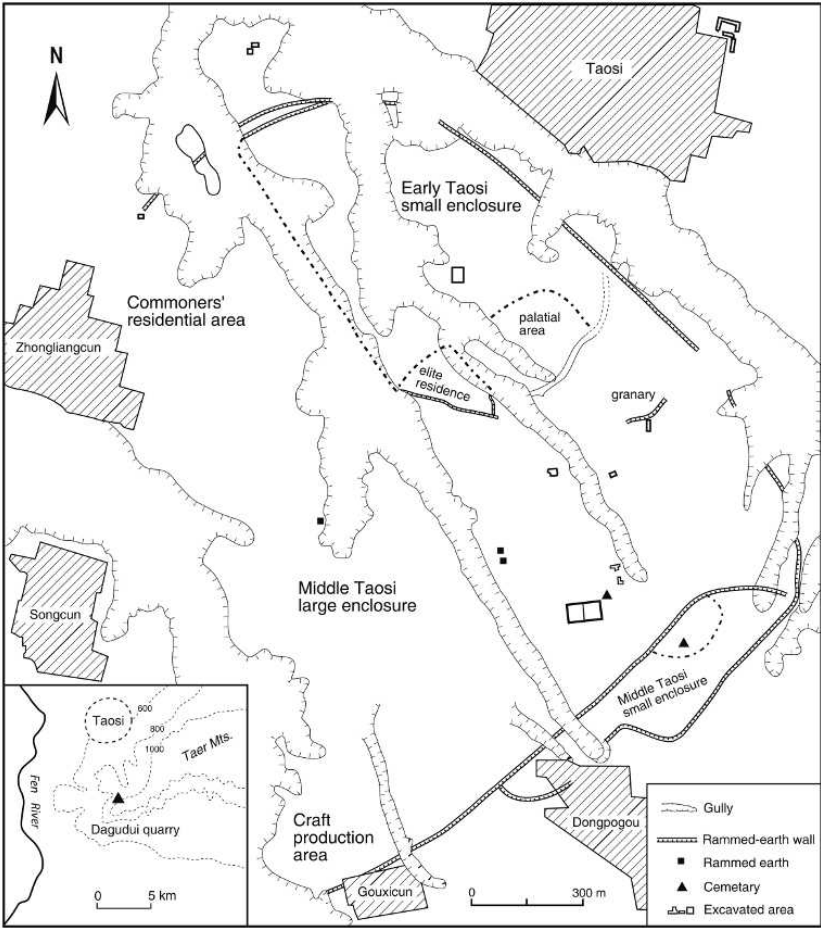 N
Taosi
Early Taosi
small enclosure
Commoners'
residential area
Zhongliangcun
palatial
area
elite
residence
granary
Middle Taosi
large enclosure
Songcun
Middle Taosi
small enclosure
Taosi
600
800
1000
Taer Mts.
Fen River
Dagudui quarry
0 5 km
Craft
production
area
Gouxicun
Dongpogou
0 300 m
Gully
Rammed-earth wall
Rammed earth
Cemetary
Excavated area